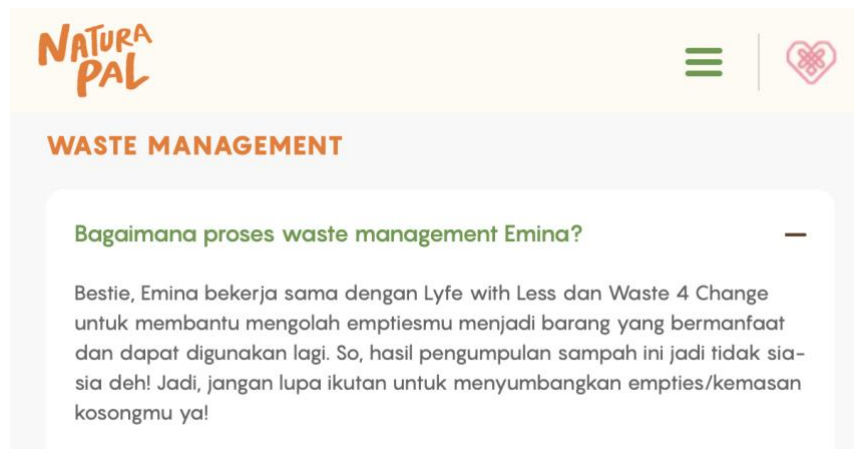 NATURA
PAL
WASTE MANAGEMENT
Bagaimana proses waste management Emina?
Bestie, Emina bekerja sama dengan Lyfe with Less dan Waste 4 Change
untuk membantu mengolah emptiesmu menjadi barang yang bermanfaat
dan dapat digunakan lagi. So, hasil pengumpulan sampah ini jadi tidak sia-
sia deh! Jadi, jangan lupa ikutan untuk menyumbangkan empties/kemasan
kosongmu ya!